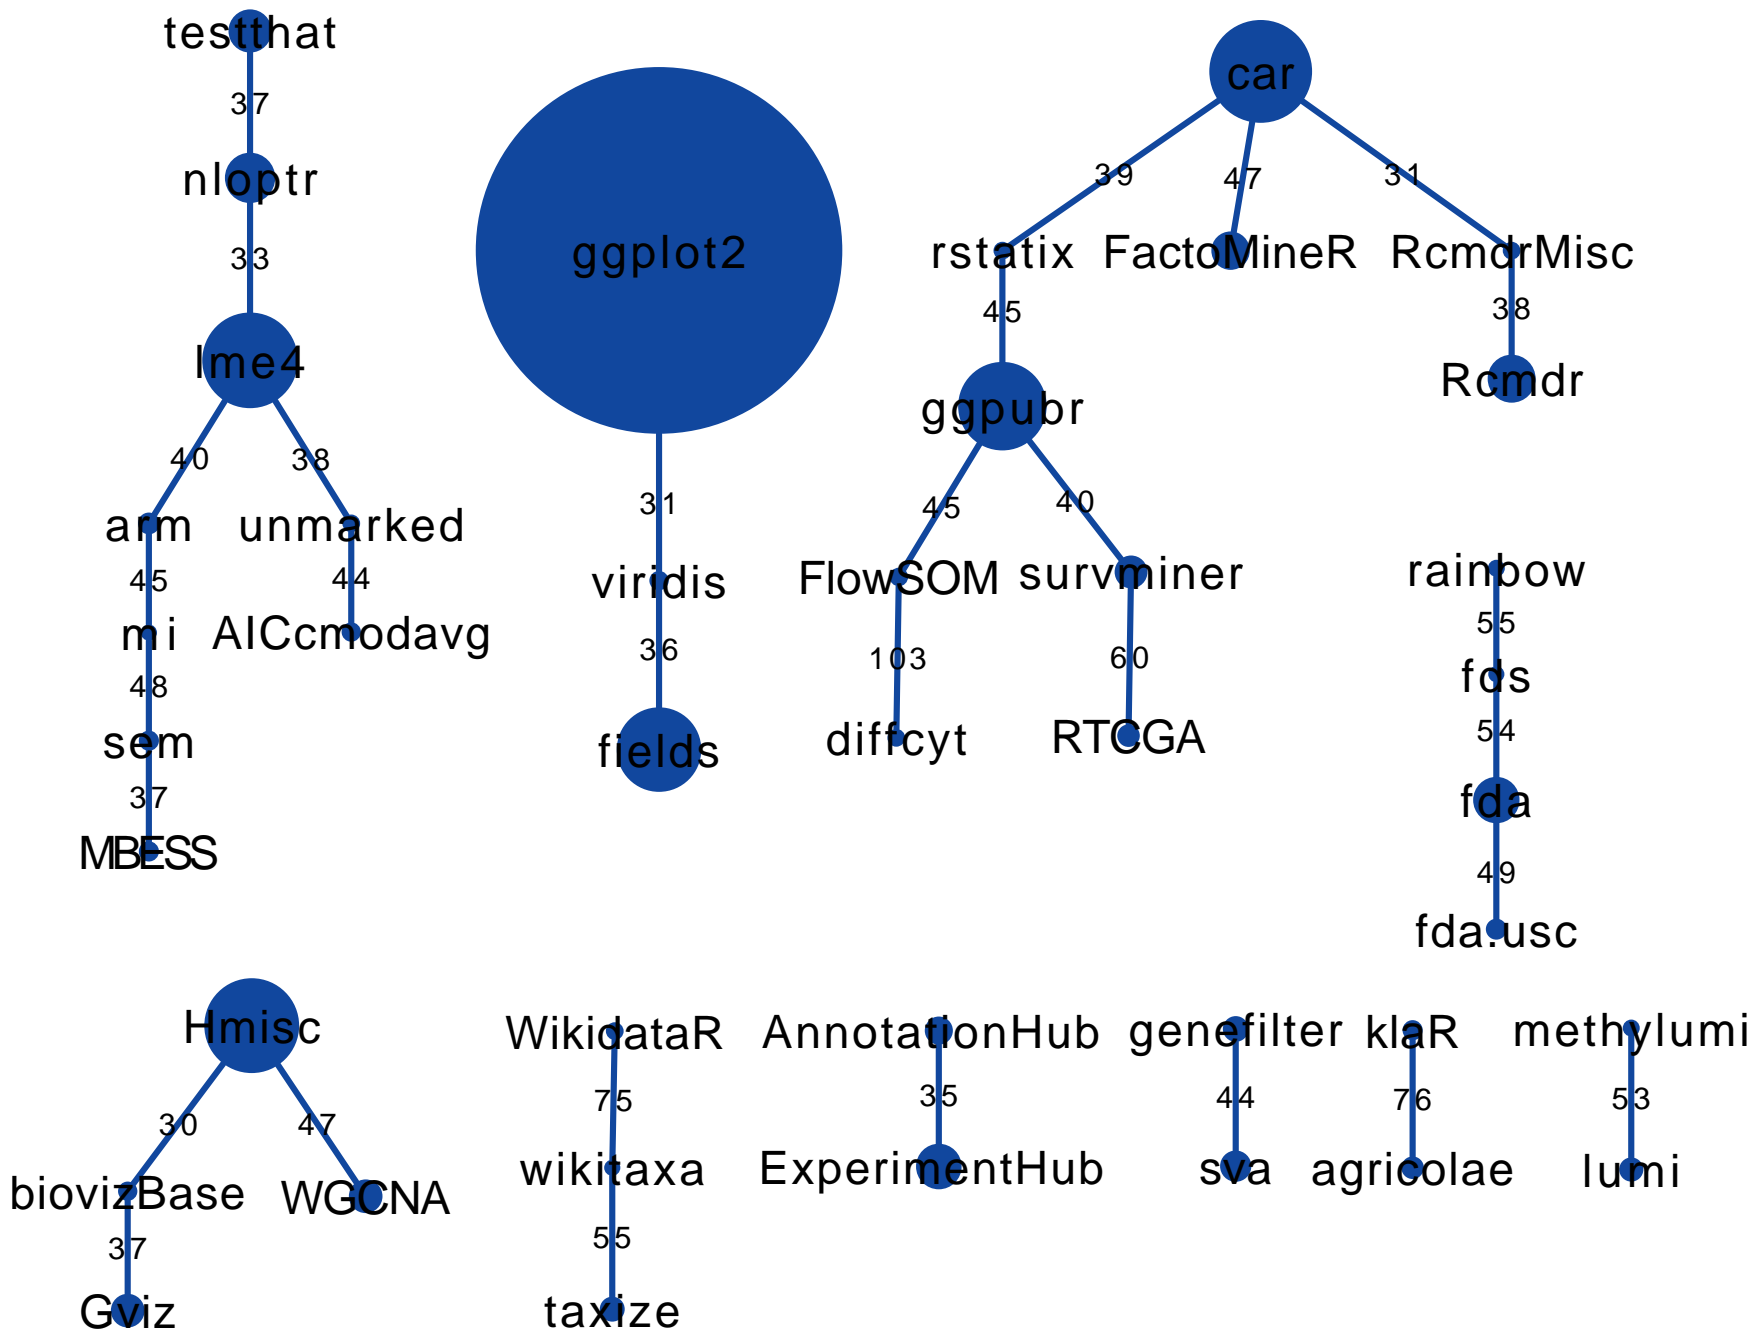 testthat
37
nloptr
33
lme4
40
38
arm
unmarked
45
44
mi
AICcmodavg
48
sem
37
MBESS
ggplot2
31
viridis
36
fields
car
39
47
31
rstatix
FactoMineR
RcmdrMisc
45
38
ggpubr
Rcmdr
45
40
FlowSOM
survminer
103
60
diffcyt
RTCGA
rainbow
55
fds
54
fda
49
fda.usc
Hmisc
30
47
biovizBase
WGCNA
37
Gviz
WikidataR
75
wikitaxa
55
taxize
AnnotationHub
35
ExperimentHub
genefilter
44
sva
klaR
76
agricolae
methylumi
53
lumi